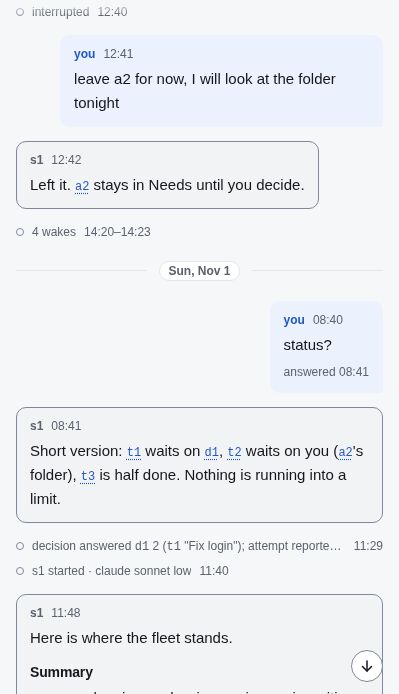 interrupted 12:40
you 12:41
leave a2 for now, I will look at the folder
tonight
s1 12:42
Left it. a2 stays in Needs until you decide.
4 wakes 14:20–14:23
Sun, Nov 1
you 08:40
status?
answered 08:41
s1 08:41
Short version: t1 waits on d1, t2 waits on you (a2's
folder), t3 is half done. Nothing is running into a
limit.
decision answered d1 2 (t1 "Fix login"); attempt reporte… 11:29
s1 started · claude sonnet low 11:40
s1 11:48
Here is where the fleet stands.
Summary